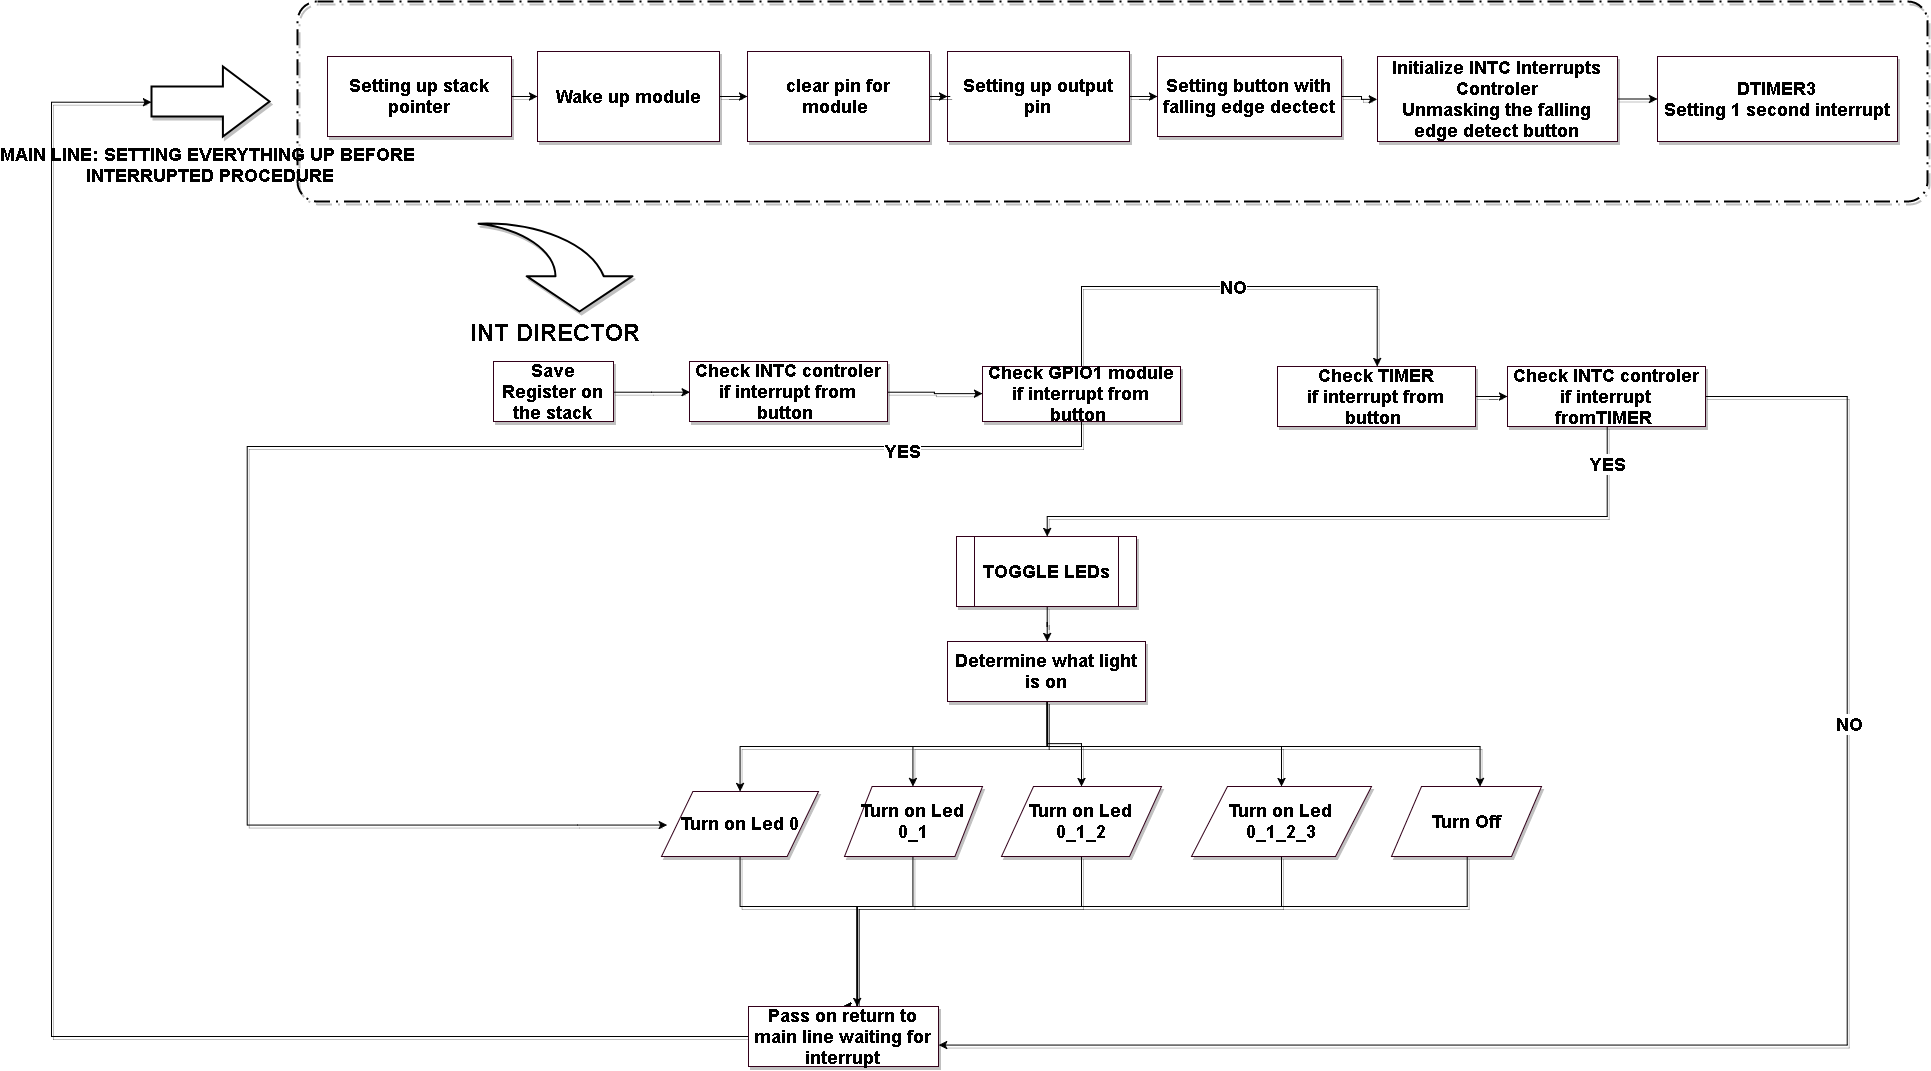 Setting up stack
pointer
Wake up module
clear pin for
module
Setting up output
pin
Setting button with
falling edge dectect
Initialize INTC Interrupts
Controler
Unmasking the falling
edge detect button
DTIMER3
Setting 1 second interrupt
MAIN LINE: SETTING EVERYTHING UP BEFORE
INTERRUPTED PROCEDURE
INT DIRECTOR
NO
Save
Register on
the stack
Check INTC controler
if interrupt from
button
Check GPIO1 module
if interrupt from
button
Check TIMER
if interrupt from
button
Check INTC controler
if interrupt
fromTIMER
YES
YES
TOGGLE LEDs
Determine what light
is on
NO
Turn on Led 0
Turn on Led
0_1
Turn on Led
0_1_2
Turn on Led
0_1_2_3
Turn Off
Pass on return to
main line waiting for
interrupt